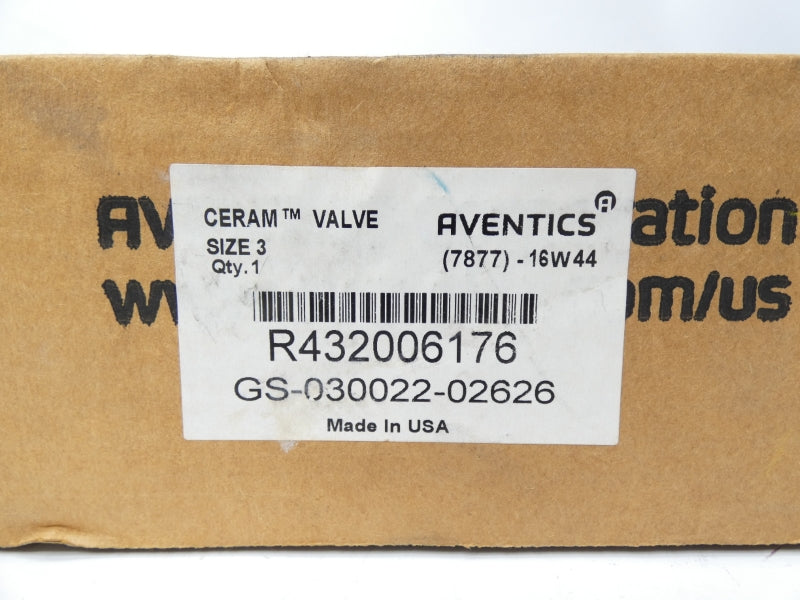 CERAM™ VALVE
SIZE 3
Qty.1
AVENTICS
(7877) - 16W44
R432006176
GS-030022-02626
Made In USA
AV ation
w om/us